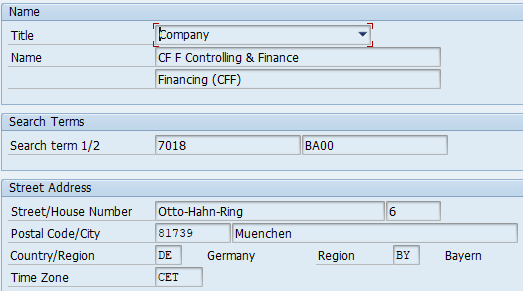 Name
Title Company
Name CF F Controlling & Finance
Financing (CFF)
Search Terms
Search term 1/2 7018 BA00
Street Address
Street/House Number Otto-Hahn-Ring 6
Postal Code/City 81739 Muenchen
Country/Region DE Germany Region BY Bayern
Time Zone CET